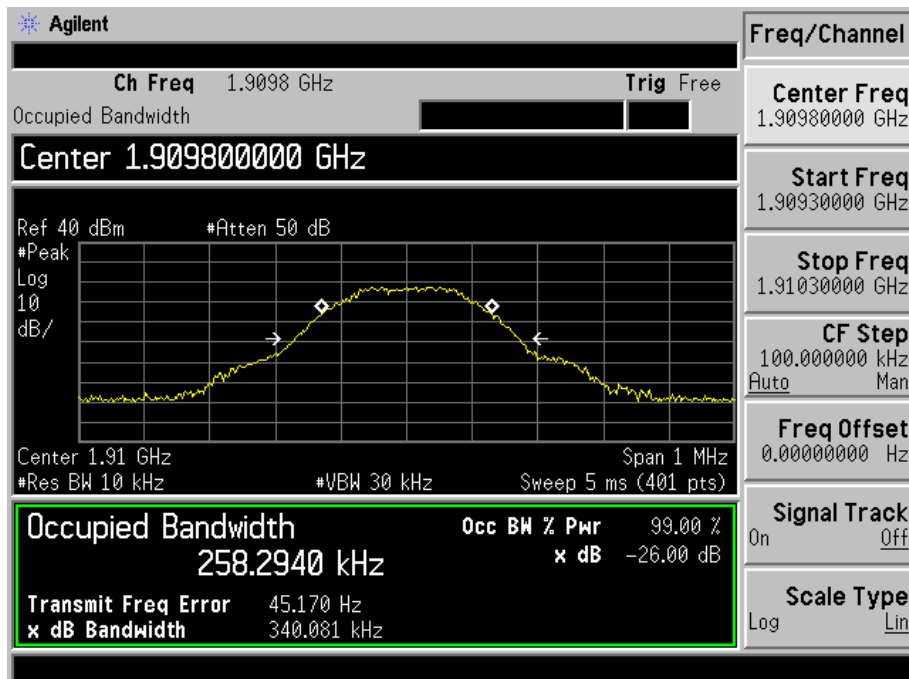 Agilent
Freq/Channel
Ch Freq 1.9098 GHz Trig Free
Occupied Bandwidth
Center 1.909800000 GHz
Ref 40 dBm #Atten 50 dB
#Peak
Log
10
dB/
Center 1.91 GHz Span 1 MHz
#Res BW 10 kHz #VBW 30 kHz Sweep 5 ms (401 pts)
Occupied Bandwidth
258.2940 kHz
Occ BW % Pwr 99.00 %
x dB -26.00 dB
Transmit Freq Error 45.170 Hz
x dB Bandwidth 340.081 kHz
Center Freq
1.90980000 GHz
Start Freq
1.90930000 GHz
Stop Freq
1.91030000 GHz
CF Step
100.000000 kHz
Auto Man
Freq Offset
0.00000000 Hz
Signal Track
On Off
Scale Type
Log Lin